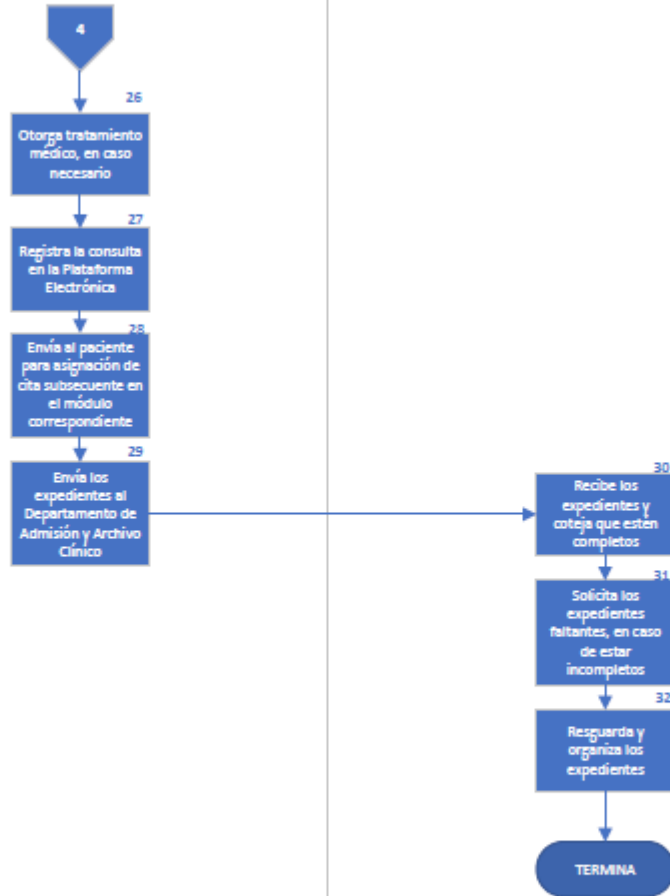 4
26
Otorga tratamiento
médico, en caso
necesario
27
Registra la consulta
en la Plataforma
Electrónica
28
Envía al paciente
para asignación de
cita subsecuente en
el módulo
correspondiente
29
Envía los
expedientes al
Departamento de
Admisión y Archivo
Clínico
30
Recibe los
expedientes y
coteja que estén
completos
31
Solicita los
expedientes
faltantes, en caso
de estar
incompletos
32
Resguarda y
organiza los
expedientes
TERMINA